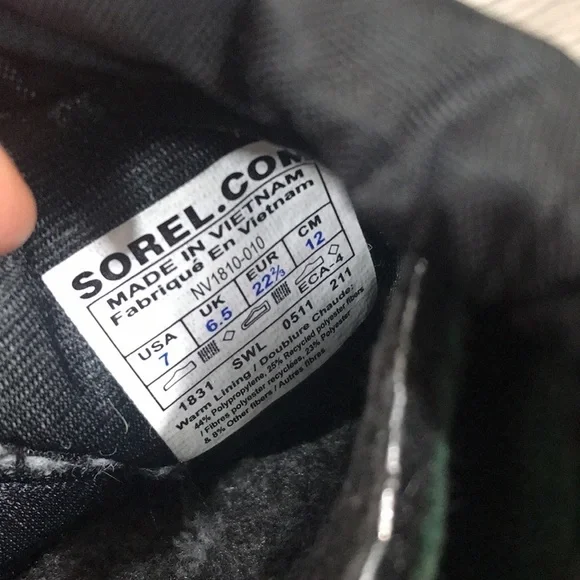 SOREL.COM
MADE IN VIETNAM
Fabriqué En Vietnam
NV1810-010
USA UK EUR CM
7 6.5 22⅔ 12
1831 SWL 0511 ECA-4 211
Warm Lining / Doublure Chaude:
44% Polypropylene, 25% Recycled polyester fibers
/ Fibres polyester recyclées, 23% Polyester
& 8% Other fibers / Autres fibres